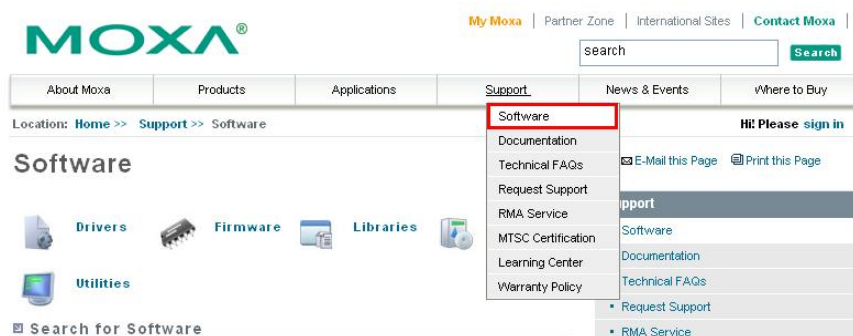 My Moxa | Partner Zone | International Sites | Contact Moxa |
MOXA®
search Search
About Moxa Products Applications Support News & Events Where to Buy
Location: Home >> Support >> Software
Hi! Please sign in
Software
Documentation
Technical FAQs
Request Support
RMA Service
MTSC Certification
Learning Center
Warranty Policy
Software
E-Mail this Page Print this Page
Drivers Firmware Libraries
Utilities
Search for Software
Software
Documentation
Technical FAQs
• Request Support
• RMA Service